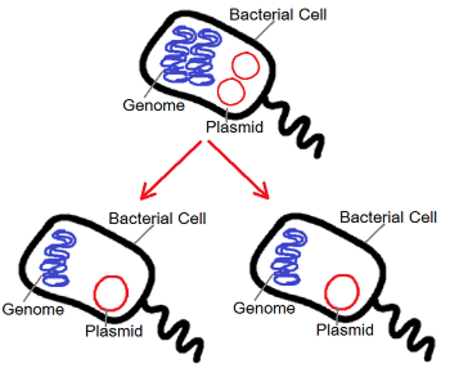 Bacterial Cell
Genome
Plasmid
Bacterial Cell
Genome
Plasmid
Bacterial Cell
Genome
Plasmid